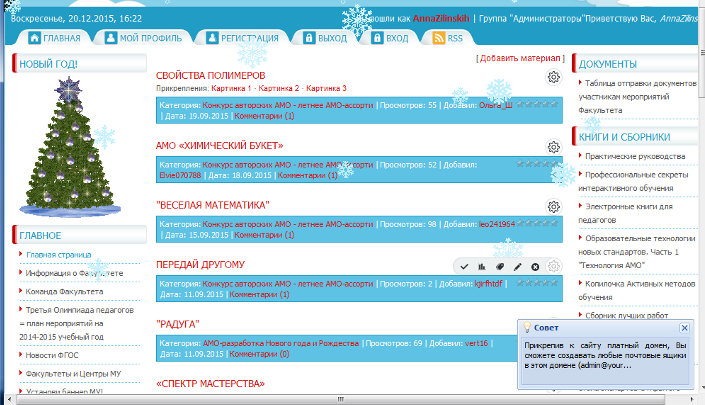 Воскресенье, 20.12.2015, 16:22
вошли как AnnaZilinskih | Группа "Администраторы"Приветствую Вас, AnnaZilinsk
ГЛАВНАЯ
МОЙ ПРОФИЛЬ
РЕГИСТРАЦИЯ
ВЫХОД
ВХОД
RSS
НОВЫЙ ГОД!
ГЛАВНОЕ
Главная страница
Информация о Факультете
Команда Факультета
Третья Олимпиада педагогов
= план мероприятий на
2014-2015 учебный год
Новости ФГОС
Факультеты и Центры МУ
Установи баннер МУ!
[Добавить материал]
СВОЙСТВА ПОЛИМЕРОВ
Прикрепления: Картинка 1 · Картинка 2 · Картинка 3
Категория: Конкурс авторских АМО - летнее АМО-ассорти | Просмотров: 55 | Добавил: Ольга_Ш
| Дата: 19.09.2015 | Комментарии (1)
АМО «ХИМИЧЕСКИЙ БУКЕТ»
Категория: Конкурс авторских АМО - летнее АМО-ассорти | Просмотров: 52 | Добавил:
Elvie070788 | Дата: 18.09.2015 | Комментарии (1)
"ВЕСЕЛАЯ МАТЕМАТИКА"
Категория: Конкурс авторских АМО - летнее АМО-ассорти | Просмотров: 98 | Добавил: leo241964
| Дата: 15.09.2015 | Комментарии (1)
ПЕРЕДАЙ ДРУГОМУ
Категория: Конкурс авторских АМО - летнее АМО-ассорти | Просмотров: 2 | Добавил: |
Дата: 11.09.2015 | Комментарии (1)
"РАДУГА"
Категория: АМО-разработка Нового года и Рождества | Просмотров: 69 | Добавил: vert16 |
Дата: 11.09.2015 | Комментарии (0)
«СПЕКТР МАСТЕРСТВА»
ДОКУМЕНТЫ
Таблица отправки документов
участникам мероприятий
Факультета
КНИГИ И СБОРНИКИ
Практические руководства
Профессиональные секреты
интерактивного обучения
Электронные книги для
педагогов
Образовательные технологии
новых стандартов. Часть 1
"Технология АМО"
Копилочка Активных методов
обучения
Сборник лучших работ
Совет
Прикрепив к сайту платный домен, Вы
сможете создавать любые почтовые ящики
в этом домене (admin@your...